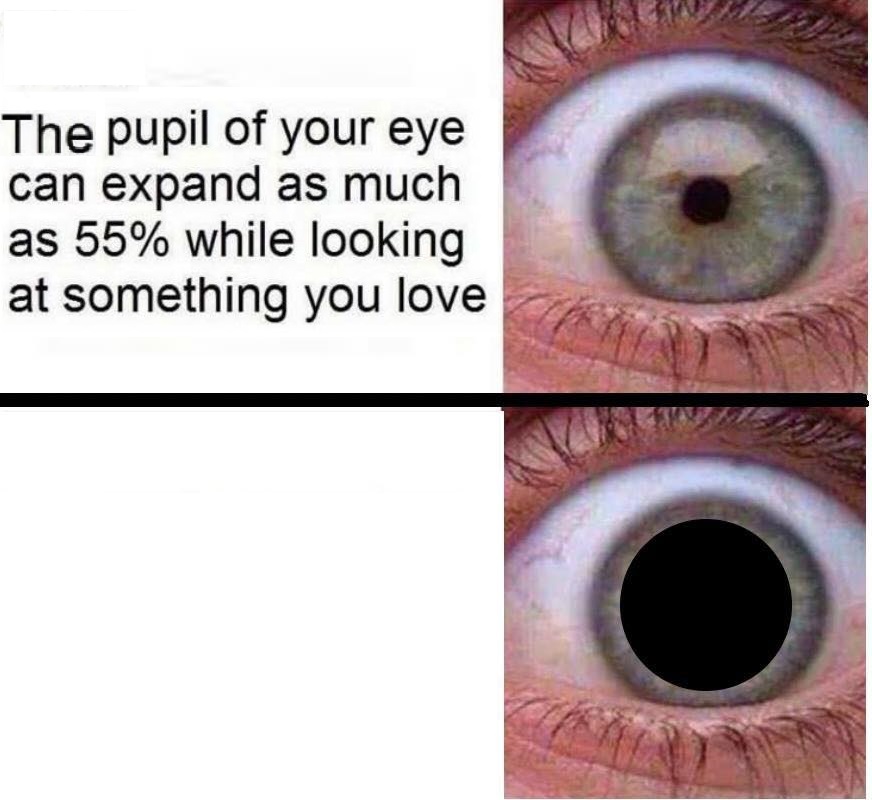 The pupil of your eye
can expand as much
as 55% while looking
at something you love